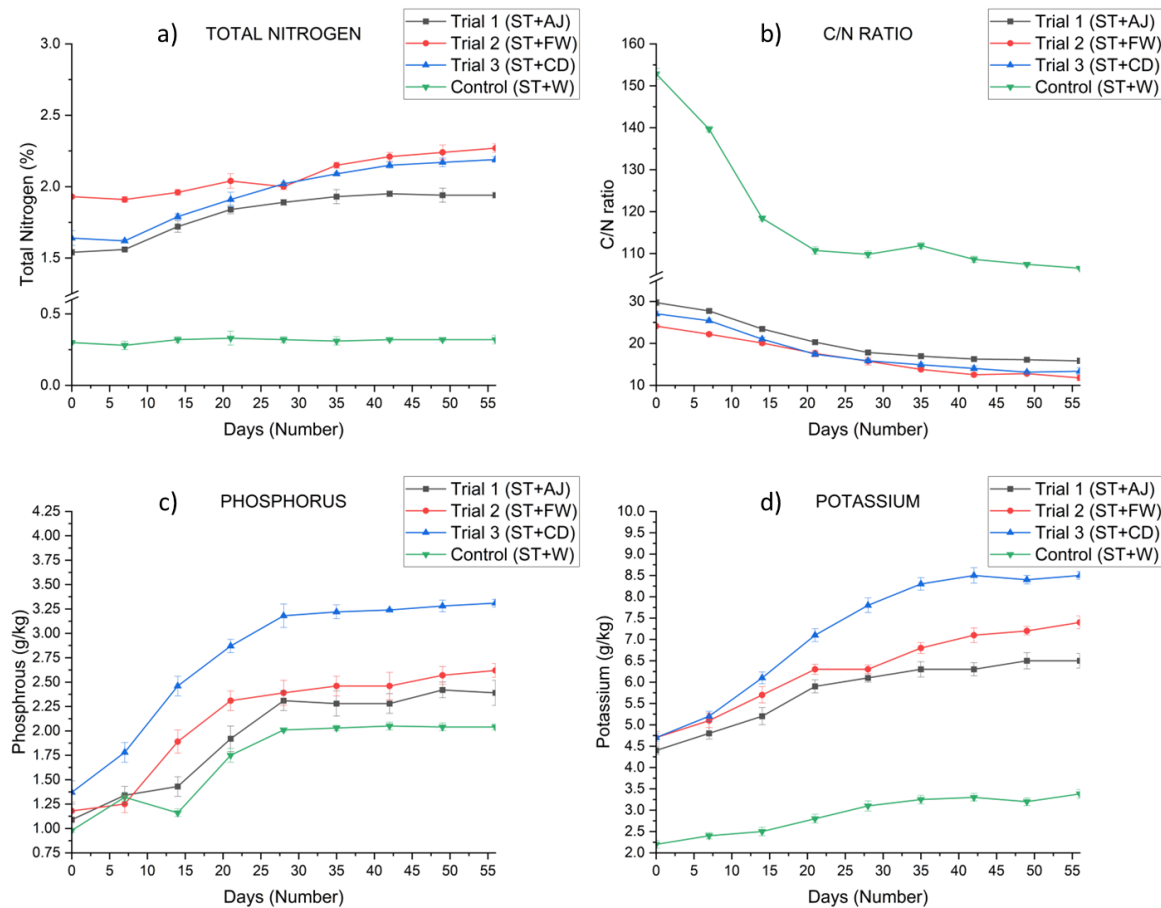 a) TOTAL NITROGEN
Trial 1 (ST+AJ)
Trial 2 (ST+FW)
Trial 3 (ST+CD)
Control (ST+W)
Total Nitrogen (%)
3.0
2.5
2.0
1.5
0.5
0.0
0 5 10 15 20 25 30 35 40 45 50 55
Days (Number)
b) C/N RATIO
Trial 1 (ST+AJ)
Trial 2 (ST+FW)
Trial 3 (ST+CD)
Control (ST+W)
C/N ratio
160
150
140
130
120
110
30
20
10
0 5 10 15 20 25 30 35 40 45 50 55
Days (Number)
c) PHOSPHORUS
Trial 1 (ST+AJ)
Trial 2 (ST+FW)
Trial 3 (ST+CD)
Control (ST+W)
Phosphrous (g/kg)
4.25
4.00
3.75
3.50
3.25
3.00
2.75
2.50
2.25
2.00
1.75
1.50
1.25
1.00
0.75
0 5 10 15 20 25 30 35 40 45 50 55
Days (Number)
d) POTASSIUM
Trial 1 (ST+AJ)
Trial 2 (ST+FW)
Trial 3 (ST+CD)
Control (ST+W)
Potassium (g/kg)
10.0
9.5
9.0
8.5
8.0
7.5
7.0
6.5
6.0
5.5
5.0
4.5
4.0
3.5
3.0
2.5
2.0
0 5 10 15 20 25 30 35 40 45 50 55
Days (Number)